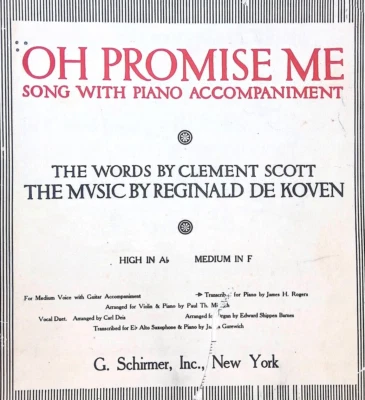 OH PROMISE ME
SONG WITH PIANO ACCOMPANIMENT
THE WORDS BY CLEMENT SCOTT
THE MVSIC BY REGINALD DE KOVEN
HIGH IN A♭ MEDIUM IN F
For Medium Voice with Guitar Accompaniment Transcribed for Piano by James H. Rogers
Arranged for Violin & Piano by Paul Th.
Vocal Duet. Arranged by Carl Deis Arranged for Organ by Edward Shippen Barnes
Transcribed for E♭ Alto Saxophone & Piano by
G. Schirmer, Inc., New York